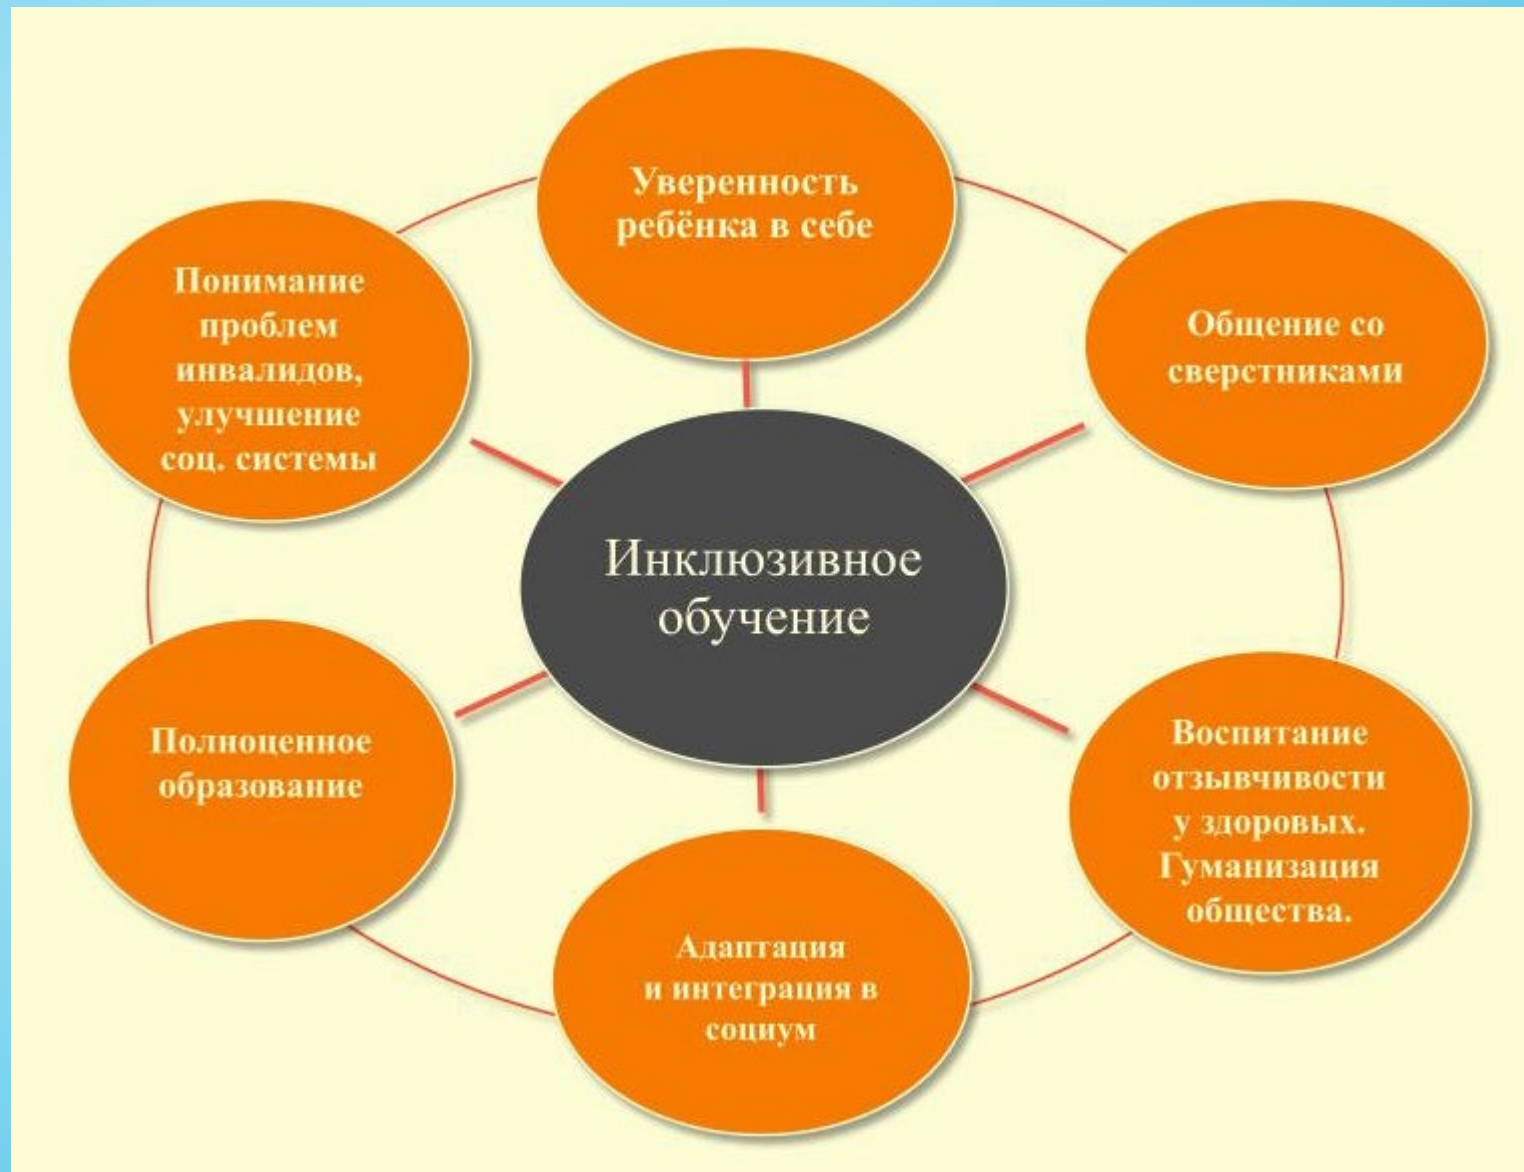 Уверенность
ребёнка в себе
Общение со
сверстниками
Воспитание
отзывчивости
у здоровых.
Гуманизация
общества.
Адаптация
и интеграция в
социум
Полноценное
образование
Понимание
проблем
инвалидов,
улучшение
соц. системы
Инклюзивное
обучение